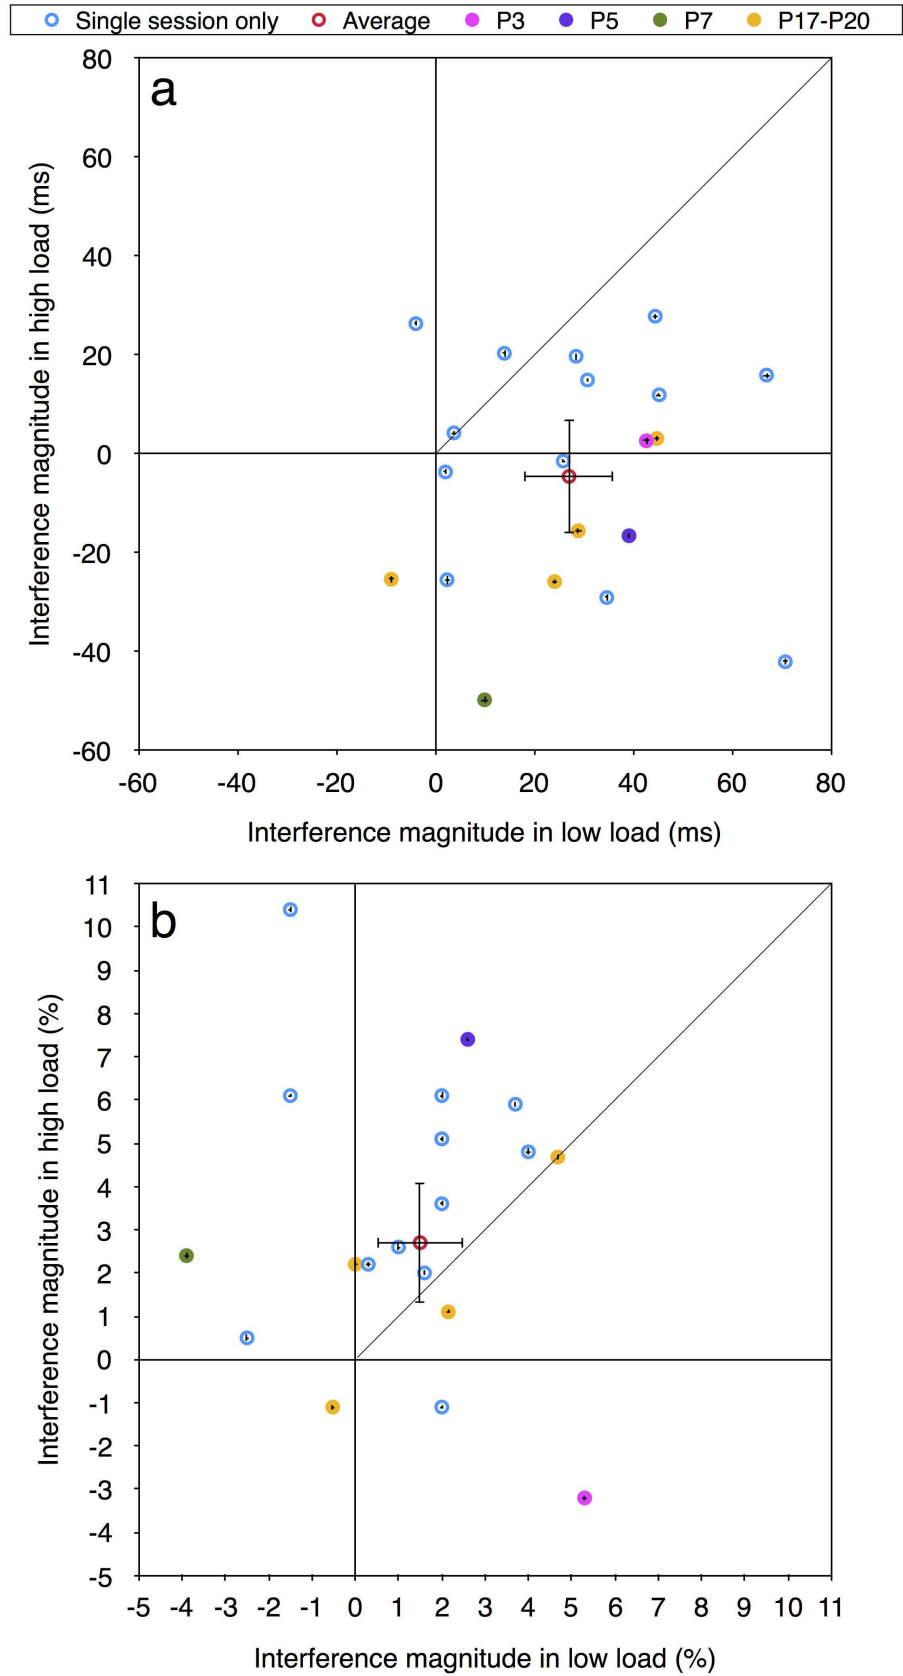 Single session only Average P3 P5 P7 P17-P20
a
80
60
40
20
0
-20
-40
-60
Interference magnitude in high load (ms)
-60 -40 -20 0 20 40 60 80
Interference magnitude in low load (ms)
b
11
10
9
8
7
6
5
4
3
2
1
0
-1
-2
-3
-4
-5
Interference magnitude in high load (%)
-5 -4 -3 -2 -1 0 1 2 3 4 5 6 7 8 9 10 11
Interference magnitude in low load (%)